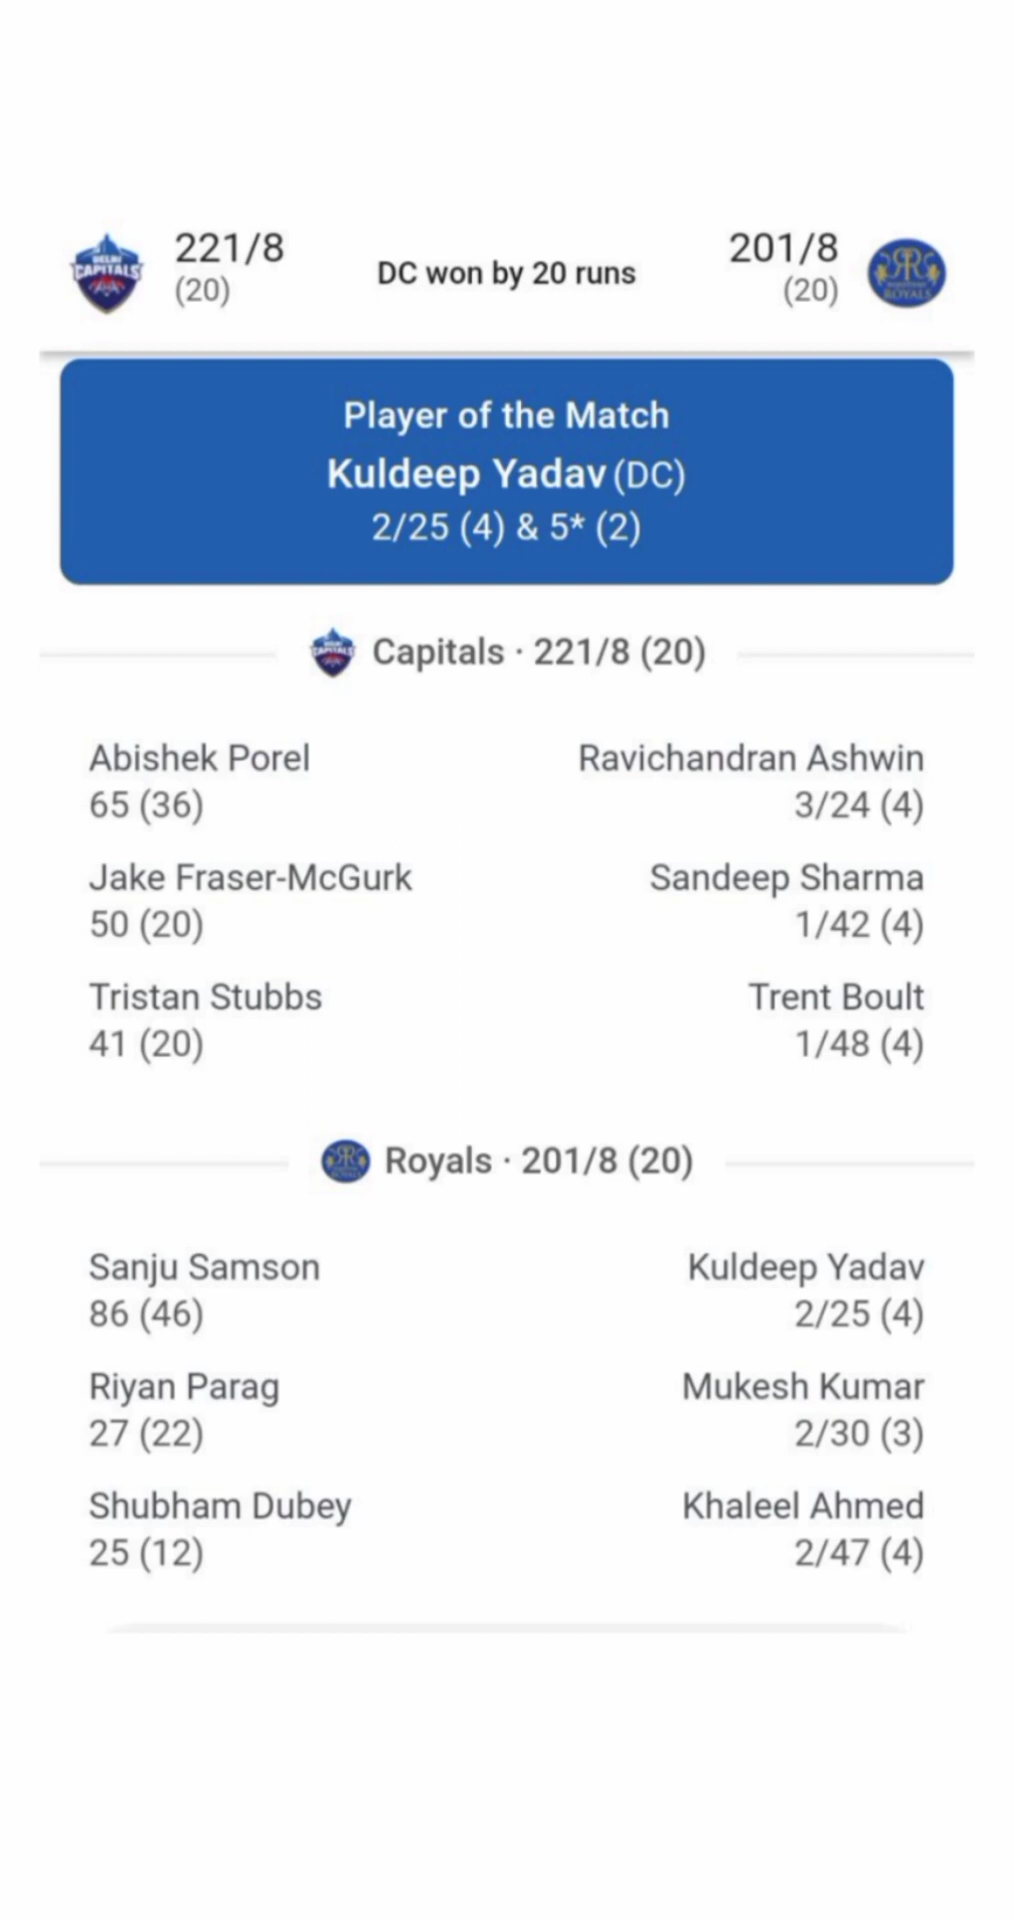 DELHI
CAPITALS
221/8
(20)
DC won by 20 runs
201/8
(20)
ROYALS
Player of the Match
Kuldeep Yadav (DC)
2/25 (4) & 5* (2)
Capitals · 221/8 (20)
Abishek Porel
65 (36)
Ravichandran Ashwin
3/24 (4)
Jake Fraser-McGurk
50 (20)
Sandeep Sharma
1/42 (4)
Tristan Stubbs
41 (20)
Trent Boult
1/48 (4)
Royals · 201/8 (20)
Sanju Samson
86 (46)
Kuldeep Yadav
2/25 (4)
Riyan Parag
27 (22)
Mukesh Kumar
2/30 (3)
Shubham Dubey
25 (12)
Khaleel Ahmed
2/47 (4)